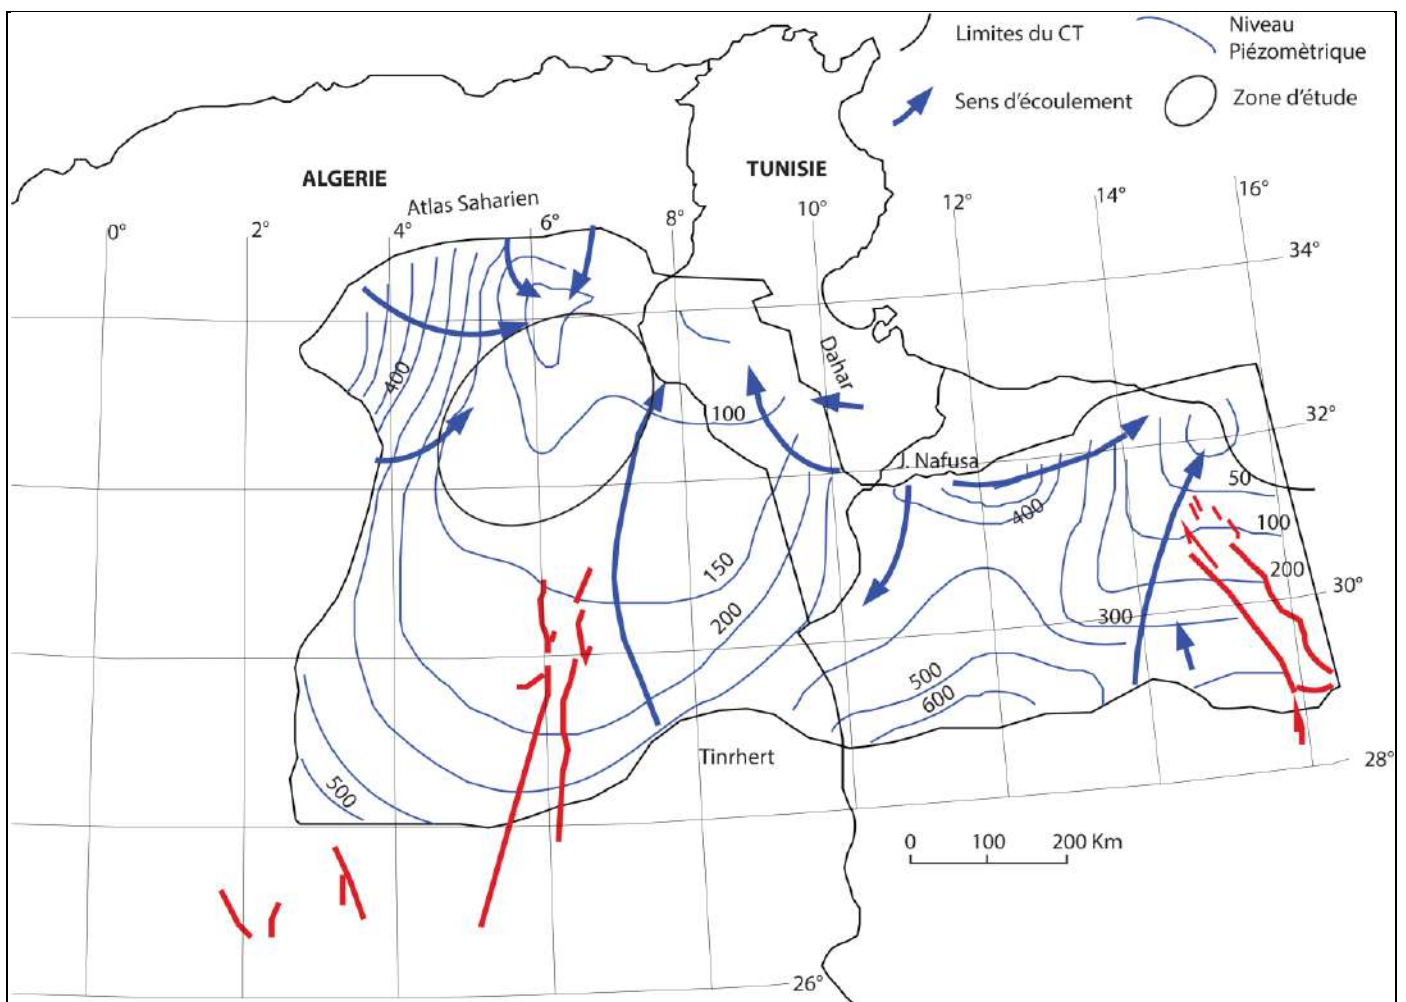 Limites du CT
Niveau
Piézomètrique
Sens d'écoulement
Zone d'étude
ALGERIE
TUNISIE
Atlas Saharien
0°
2°
4°
6°
8°
10°
12°
14°
16°
34°
Dahar
400
100
32°
J. Nafusa
400
50
100
150
200
200
30°
300
500
600
Tinrhert
500
28°
0 100 200 Km
26°